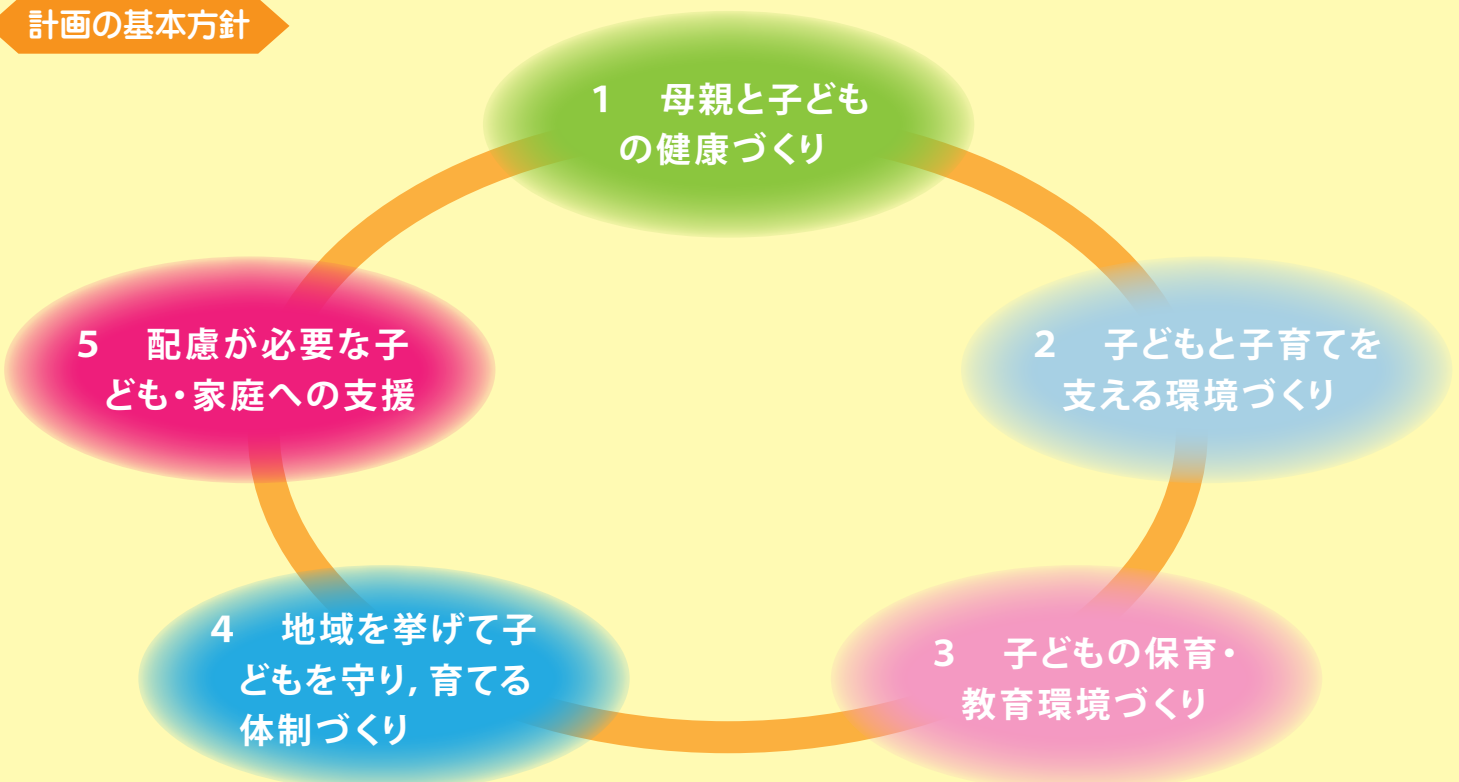 計画の基本方針
1　母親と子ども
の健康づくり
2　子どもと子育てを
支える環境づくり
3　子どもの保育・
教育環境づくり
4　地域を挙げて子
どもを守り, 育てる
体制づくり
5　配慮が必要な子
ども・家庭への支援